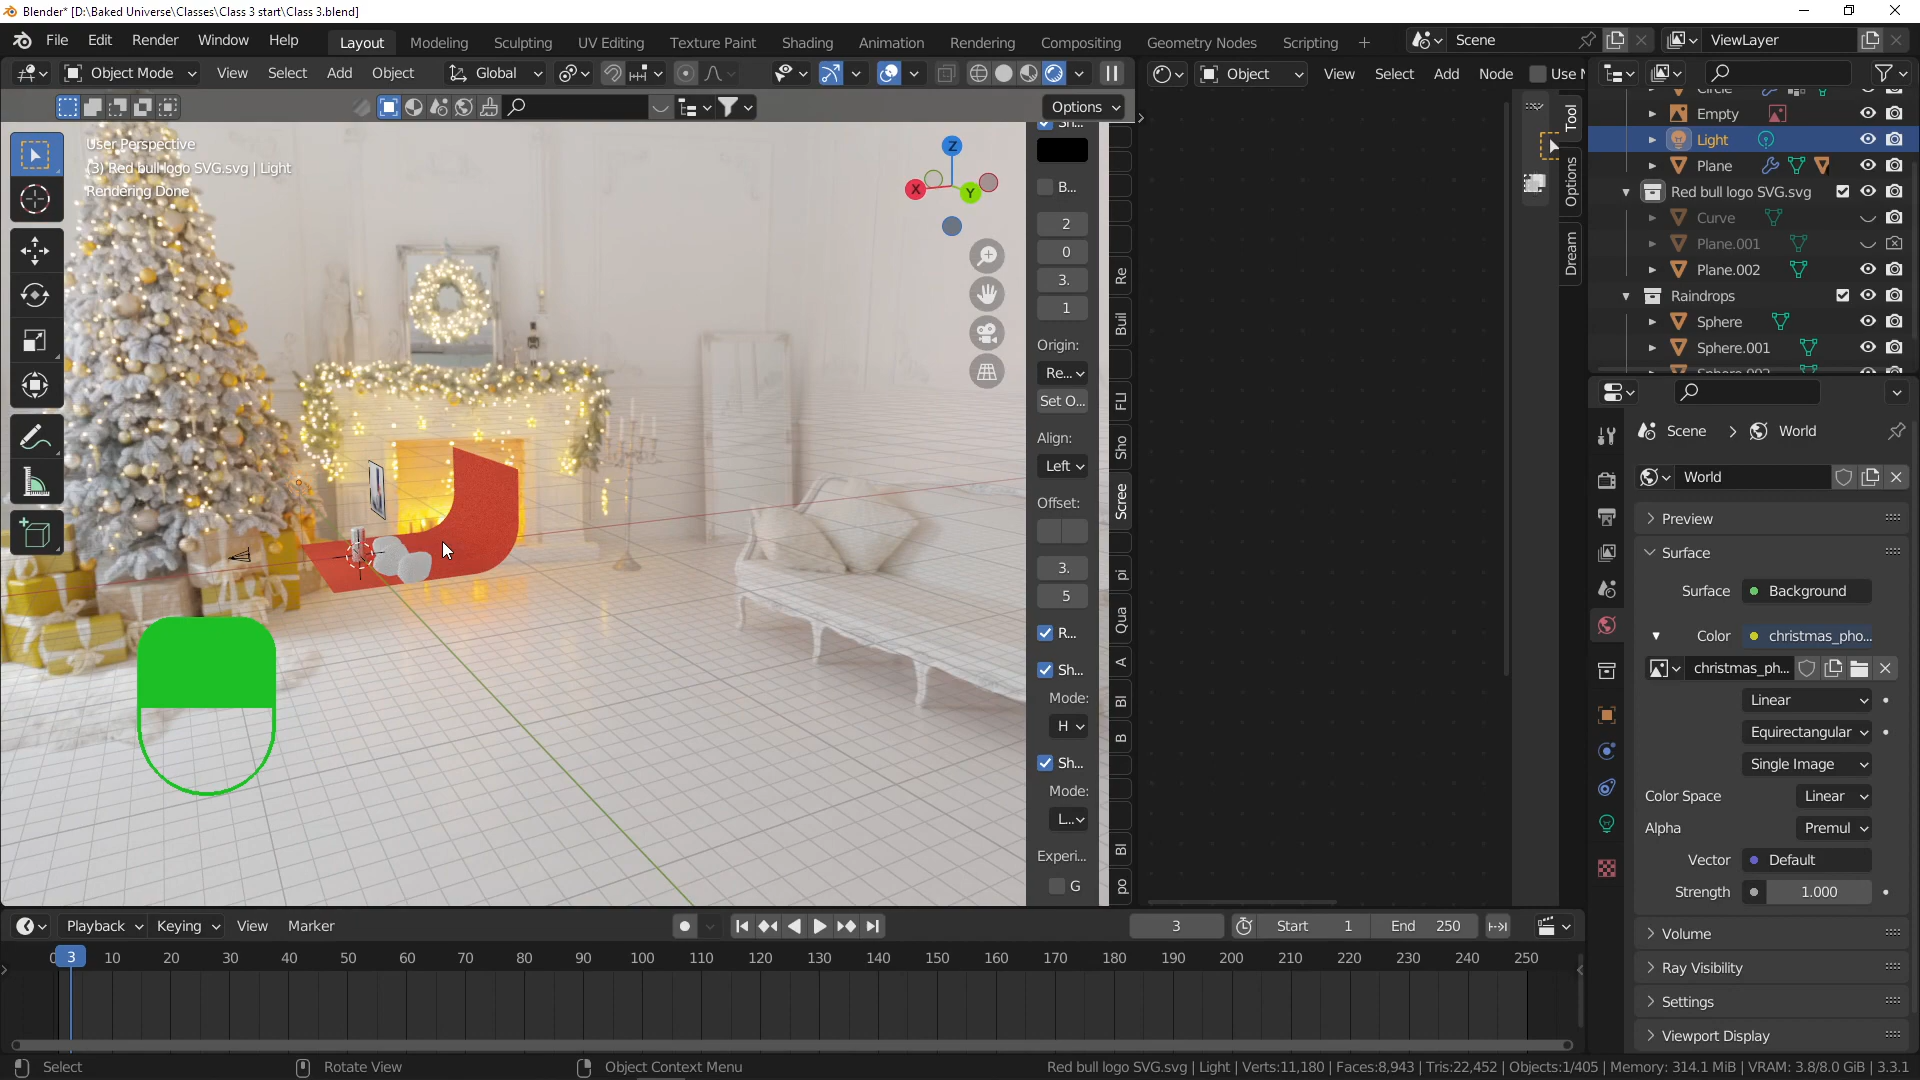 Blender* [D:\Baked Universe\Classes\Class 3 start\Class 3.blend]
File Edit Render Window Help
Layout Modeling Sculpting UV Editing Texture Paint Shading Animation Rendering Compositing Geometry Nodes Scripting
Scene
ViewLayer
Object Mode View Select Add Object Global
Object View Select Add Node Use N
Options
User Perspective
(3) Red bull logo SVG.svg | Light
Rendering Done
Z
X
Y
Sh...
B...
2
0
3.
1
Origin:
Re...
Set O...
Align:
Left
Offset:
3.
5
R...
Sh...
Mode:
H
Sh...
Mode:
L...
Experi...
G
Re
Buil
FLI
Sho
Scree
pi
Qua
A
Bl
B
Bl
po
Tool
Options
Dream
Circle
Empty
Light
Plane
Red bull logo SVG.svg
Curve
Plane.001
Plane.002
Raindrops
Sphere
Sphere.001
Sphere.002
Scene > World
World
Preview
Surface
Surface Background
Color christmas_pho...
christmas_ph...
Linear
Equirectangular
Single Image
Color Space Linear
Alpha Premul
Vector Default
Strength 1.000
Volume
Ray Visibility
Settings
Viewport Display
Playback Keying View Marker
3 Start 1 End 250
0 3 10 20 30 40 50 60 70 80 90 100 110 120 130 140 150 160 170 180 190 200 210 220 230 240 250
Select Rotate View Object Context Menu
Red bull logo SVG.svg | Light | Verts:11,180 | Faces:8,943 | Tris:22,452 | Objects:1/405 | Memory: 314.1 MiB | VRAM: 3.8/8.0 GiB | 3.3.1